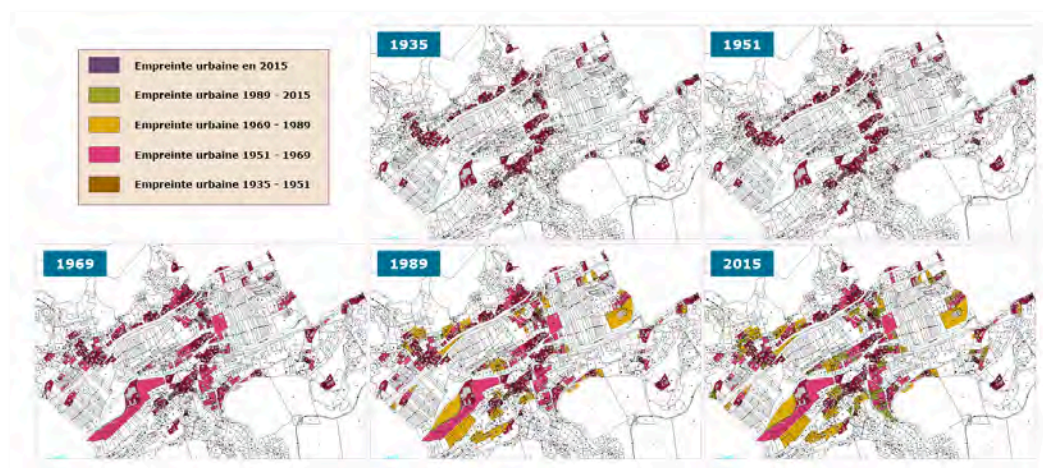 1935
1951
Empreinte urbaine en 2015
Empreinte urbaine 1989 - 2015
Empreinte urbaine 1969 - 1989
Empreinte urbaine 1951 - 1969
Empreinte urbaine 1935 - 1951
1969
1989
2015